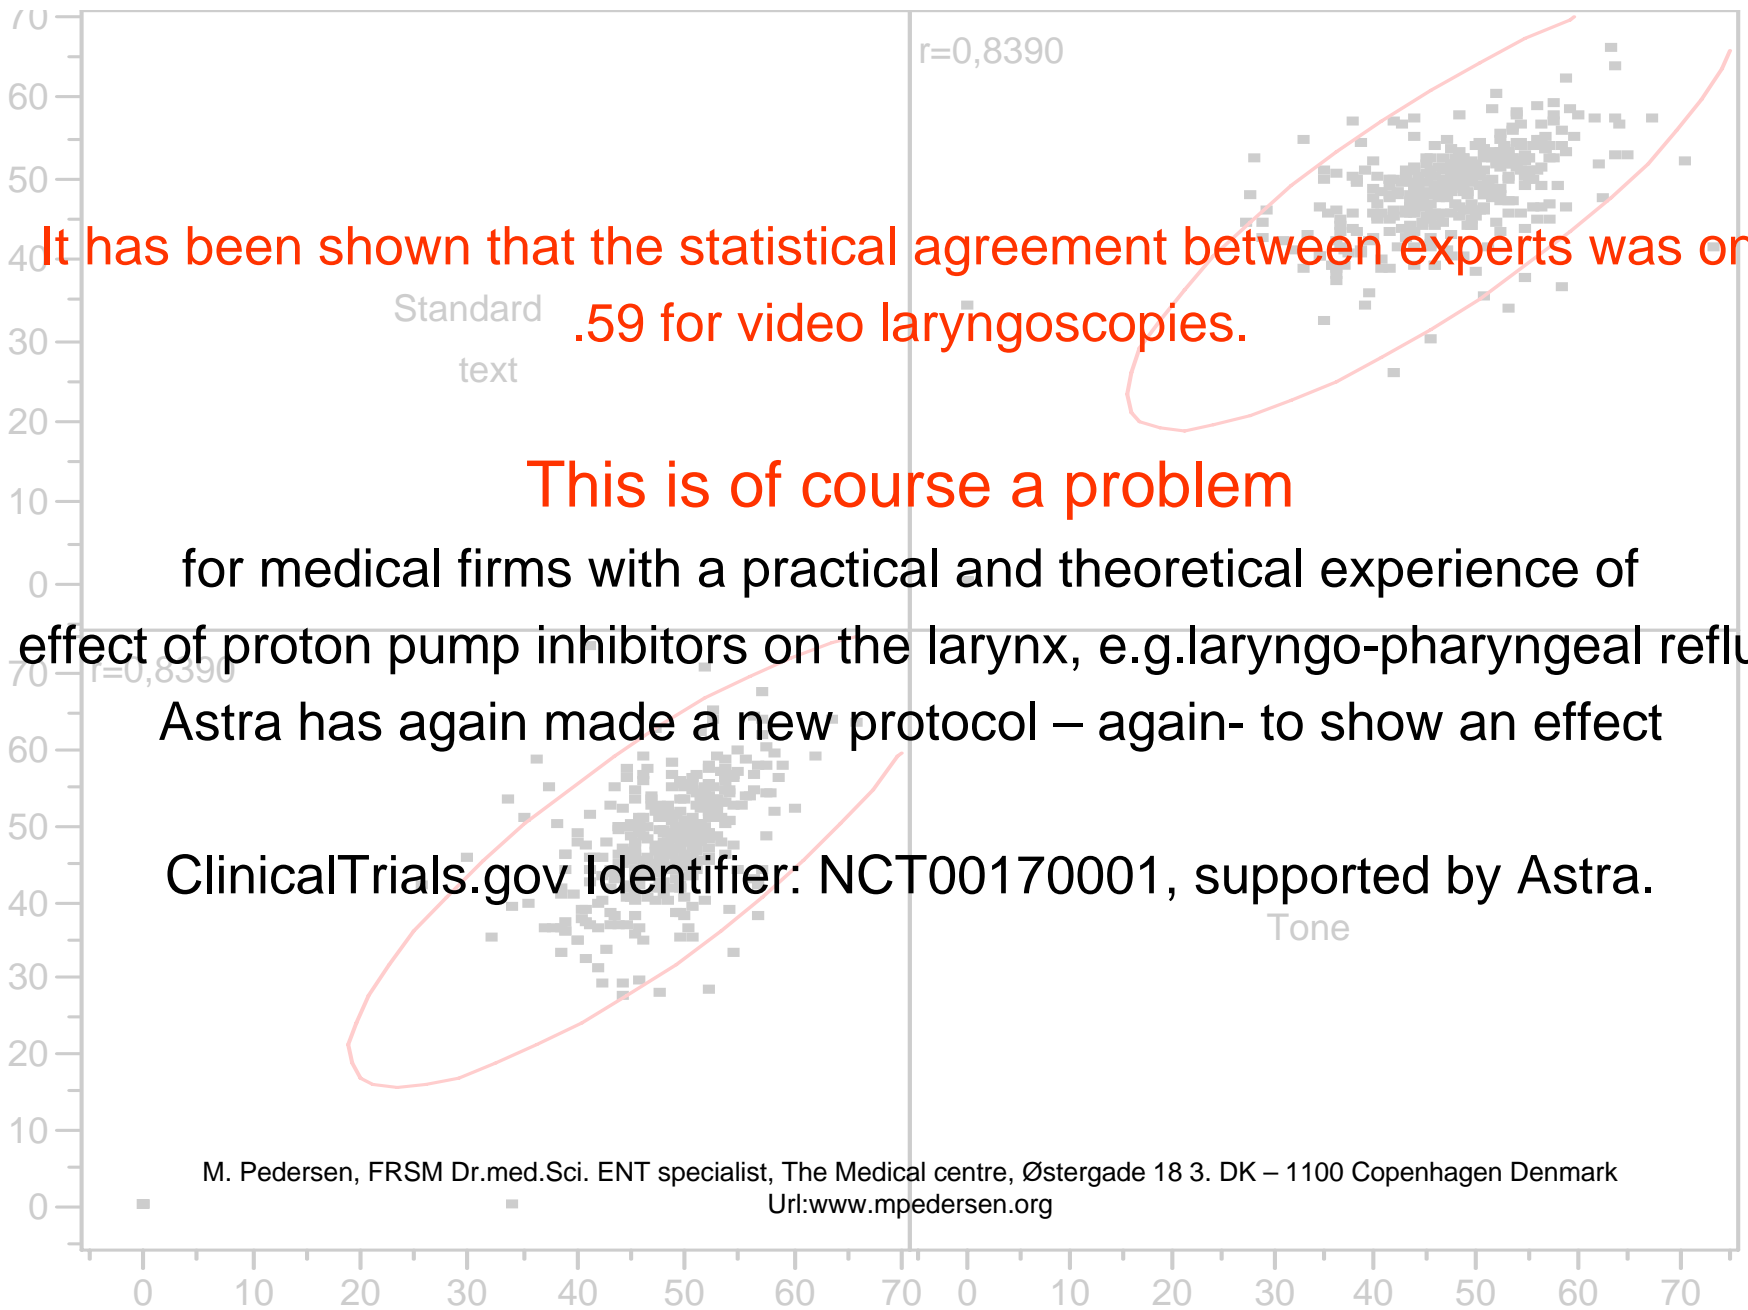 70
r=0,8390
60
50
It has been shown that the statistical agreement between experts was
40
Standard
.59 for video laryngoscopies.
30
text
20
This is of course a problem
10
for medical firms with a practical and theoretical experience of
0
effect of proton pump inhibitors on the larynx, e.g.laryngo-pharyngeal
70
r=0,8390
Astra has again made a new protocol – again- to show an effect
60
50
ClinicalTrials.gov Identifier: NCT00170001, supported by Astra.
40
Tone
30
20
10
M. Pedersen, FRSM Dr.med.Sci. ENT specialist, The Medical centre, Østergade 18 3. DK – 1100 Copenhagen Denmark
Url:www.mpedersen.org
0
0 10 20 30 40 50 60 70 0 10 20 30 40 50 60 70